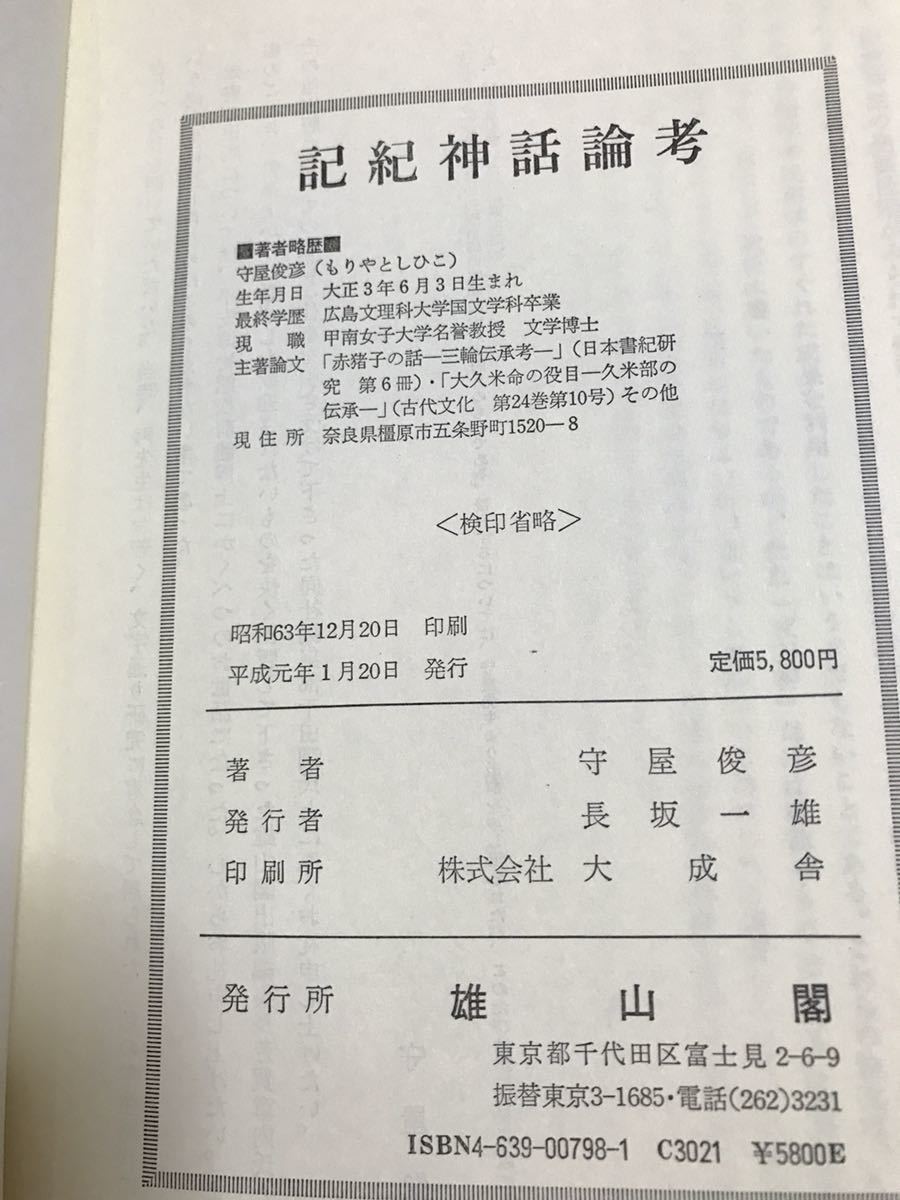 記紀神話論考
■著者略歴■
守屋俊彦（もりやとしひこ）
生年月日　大正３年６月３日生まれ
最終学歴　広島文理科大学国文学科卒業
現　　職　甲南女子大学名誉教授　文学博士
主著論文　「赤猪子の話―三輪伝承考―」（日本書紀研
究　第６冊）・「大久米命の役目―久米部の
伝承―」（古代文化　第24巻第10号）その他
現住所　奈良県橿原市五条野町1520－8
＜検印省略＞
昭和63年12月20日　印刷
平成元年１月20日　発行　定価5,800円
著者　守屋俊彦
発行者　長坂一雄
印刷所　株式会社大成舎
発行所　雄山閣
東京都千代田区富士見2-6-9
振替東京3-1685・電話(262)3231
ISBN4-639-00798-1　C3021　￥5800E